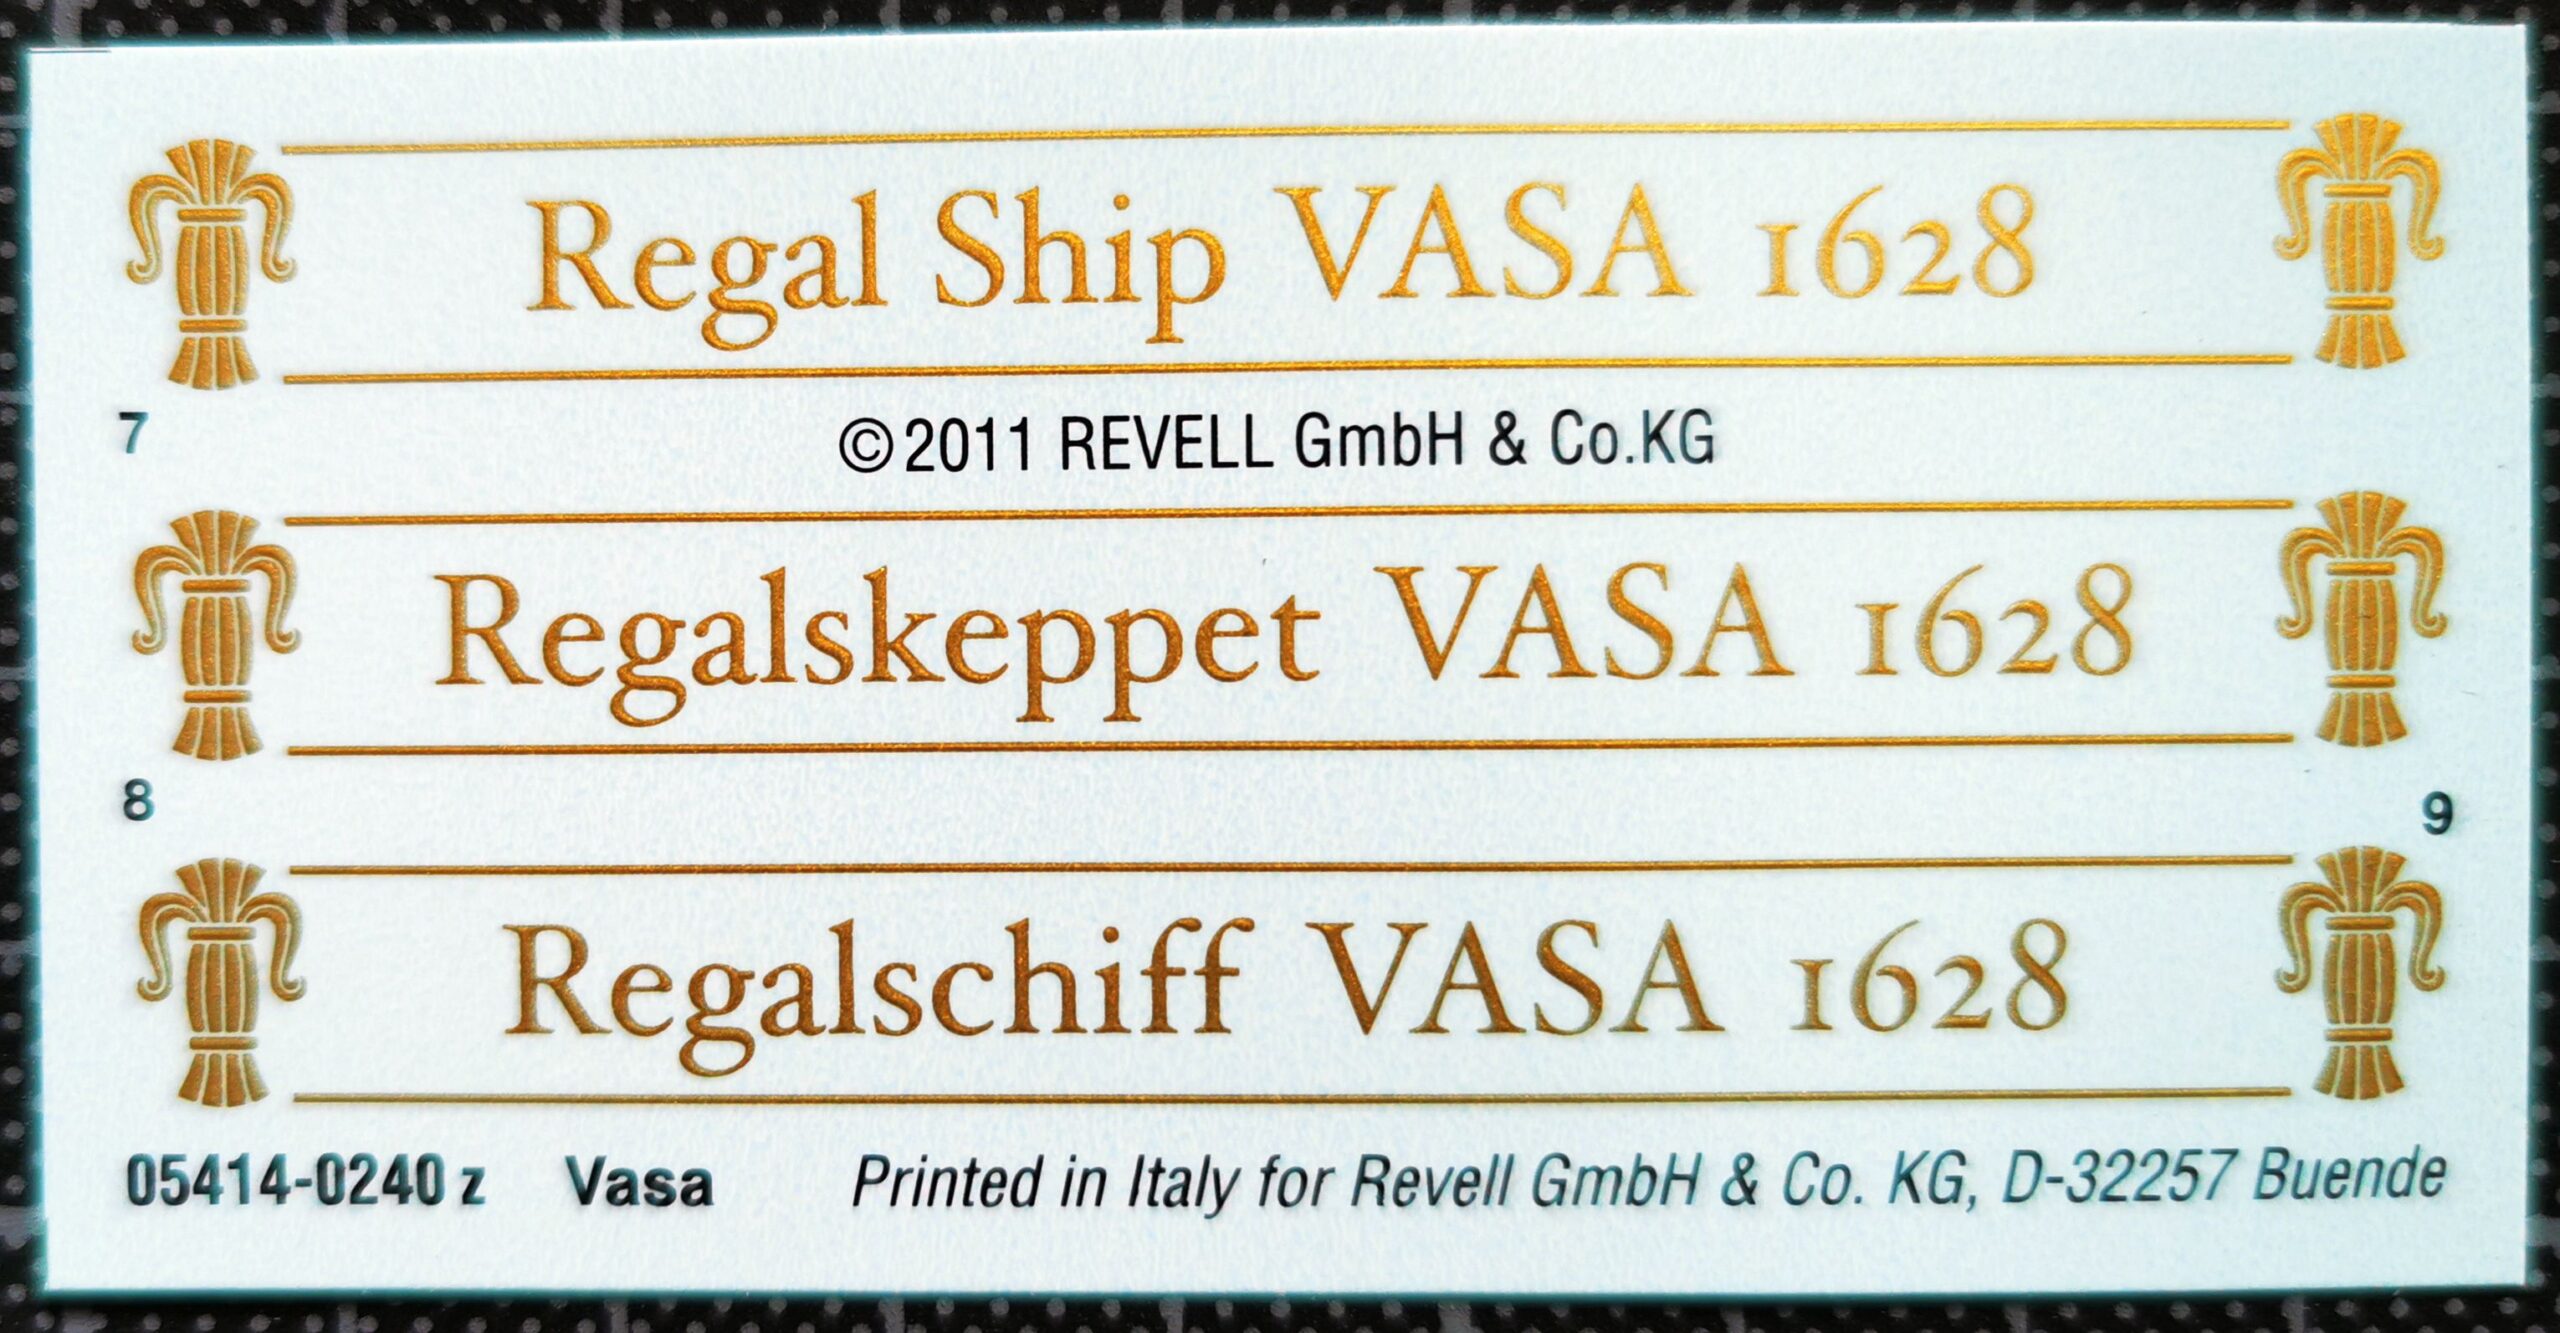 Regal Ship VASA 1628
7
©2011 REVELL GmbH & Co.KG
Regalskeppet VASA 1628
8
9
Regalschiff VASA 1628
05414-0240 z Vasa Printed in Italy for Revell GmbH & Co. KG, D-32257 Buende